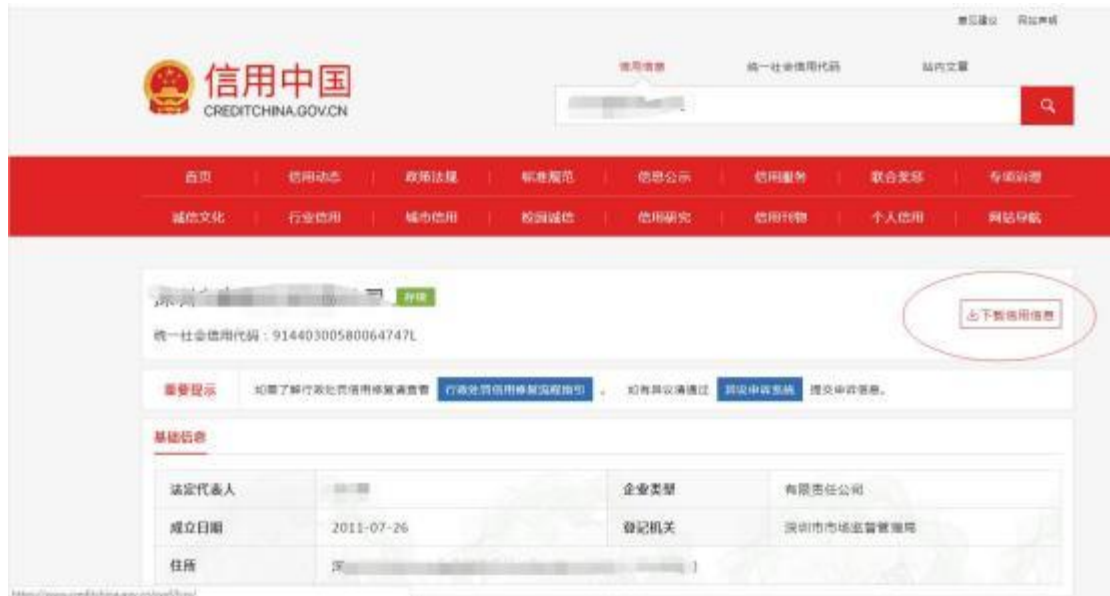 意见建议 网站声明
信用信息 统一社会信用代码 站内文章
信用中国
CREDITCHINA.GOV.CN
首页 信用动态 政策法规 标准规范 信息公示 信用服务 联合奖惩 专项治理
诚信文化 行业信用 城市信用 校园诚信 信用研究 信用刊物 个人信用 网站导航
存续
下载信用信息
统一社会信用代码：91440300580064747L
重要提示 如需了解行政处罚信用修复请查看 行政处罚信用修复流程指引 。 如有异议请通过 异议申诉系统 提交申诉信息。
基础信息
法定代表人 企业类型 有限责任公司
成立日期 2011-07-26 登记机关 深圳市市场监督管理局
住所 深